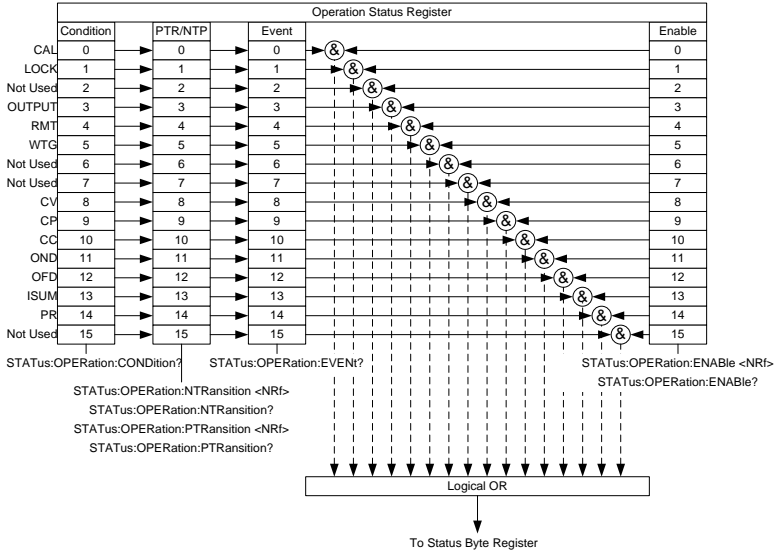 Operation Status Register
Condition PTR/NTP Event Enable
CAL 0 0 0 & 0
LOCK 1 1 1 & 1
Not Used 2 2 2 & 2
OUTPUT 3 3 3 & 3
RMT 4 4 4 & 4
WTG 5 5 5 & 5
Not Used 6 6 6 & 6
Not Used 7 7 7 & 7
CV 8 8 8 & 8
CP 9 9 9 & 9
CC 10 10 10 & 10
OND 11 11 11 & 11
OFD 12 12 12 & 12
ISUM 13 13 13 & 13
PR 14 14 14 & 14
Not Used 15 15 15 & 15
STATus:OPERation:CONDition? STATus:OPERation:EVENt? STATus:OPERation:ENABle <NRf>
STATus:OPERation:ENABle?
STATus:OPERation:NTRansition <NRf>
STATus:OPERation:NTRansition?
STATus:OPERation:PTRansition <NRf>
STATus:OPERation:PTRansition?
Logical OR
To Status Byte Register